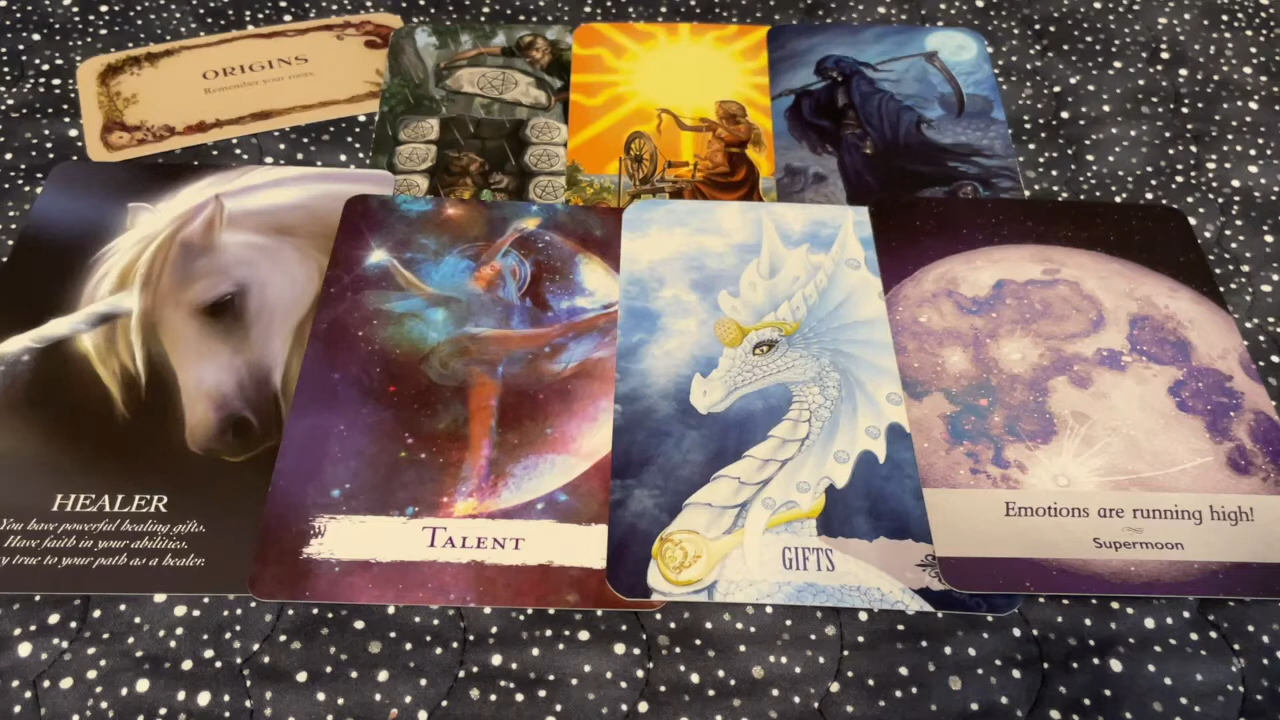 ORIGINS
Remember your roots.
HEALER
You have powerful healing gifts.
Have faith in your abilities.
y true to your path as a healer.
TALENT
GIFTS
Emotions are running high!
Supermoon